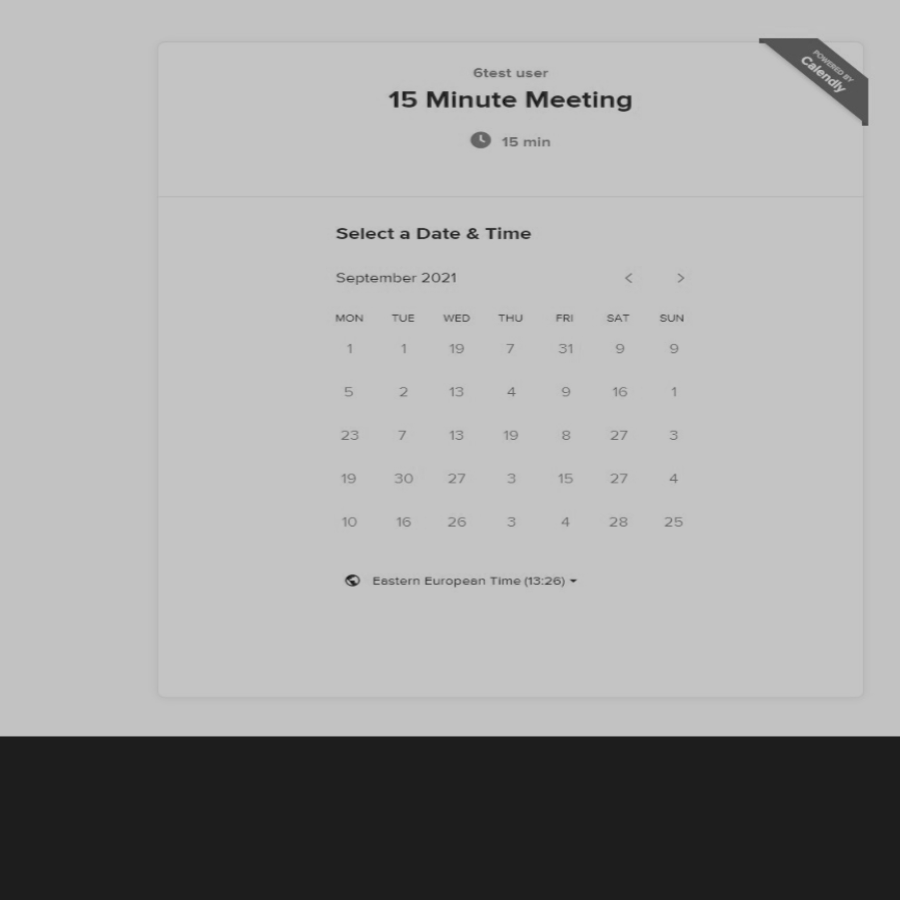 POWERED BY
Calendly
6test user
15 Minute Meeting
15 min
Select a Date & Time
September 2021 < >
MON TUE WED THU FRI SAT SUN
1 1 19 7 31 9 9
5 2 13 4 9 16 1
23 7 13 19 8 27 3
19 30 27 3 15 27 4
10 16 26 3 4 28 25
Eastern European Time (13:26)